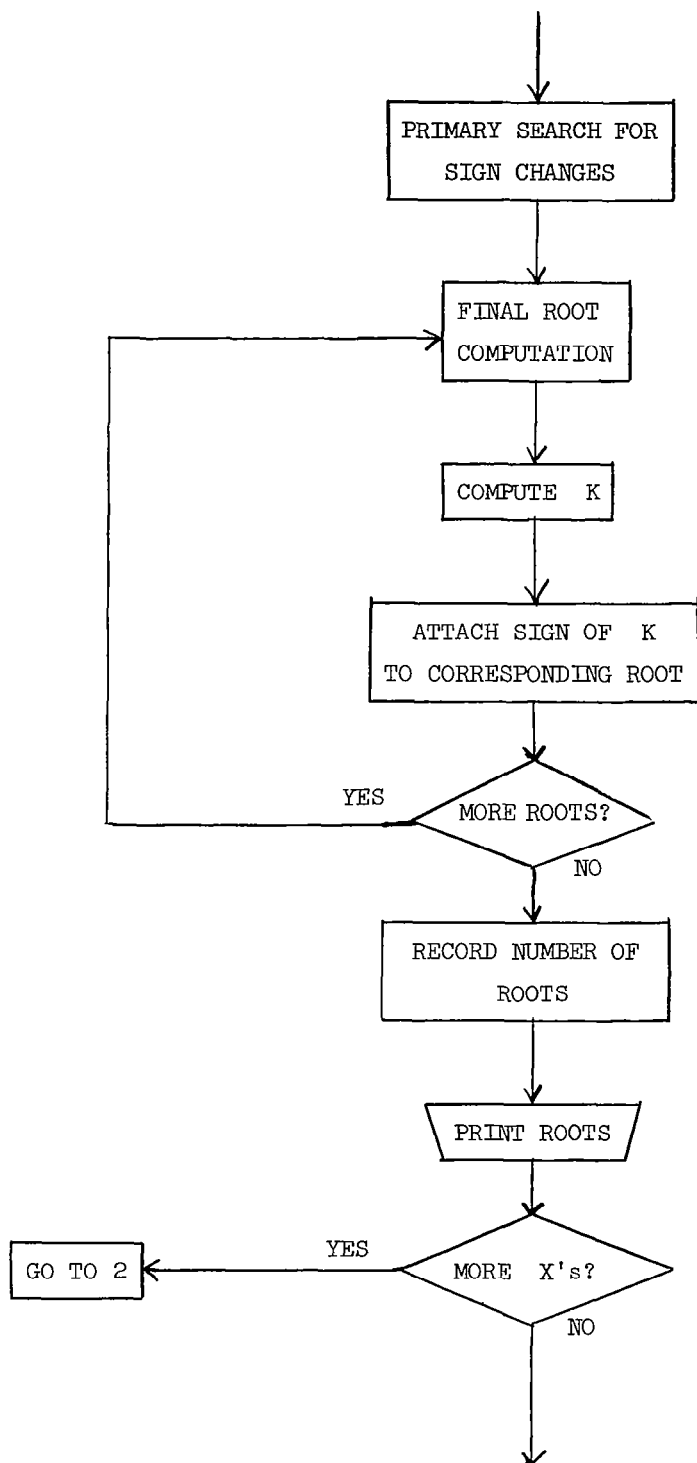 PRIMARY SEARCH FOR
SIGN CHANGES
FINAL ROOT
COMPUTATION
COMPUTE K
ATTACH SIGN OF K
TO CORRESPONDING ROOT
YES
MORE ROOTS?
NO
RECORD NUMBER OF
ROOTS
PRINT ROOTS
YES
GO TO 2
MORE X's?
NO